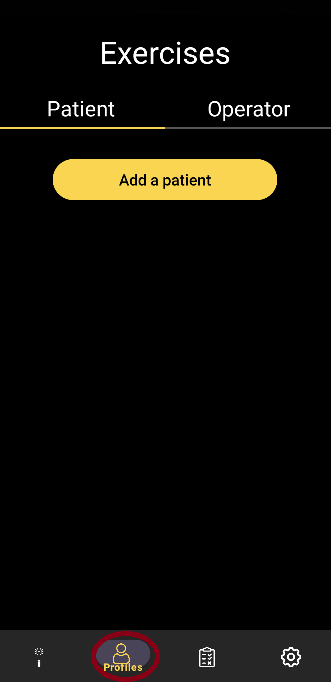 Exercises
Patient
Operator
Add a patient
Profiles